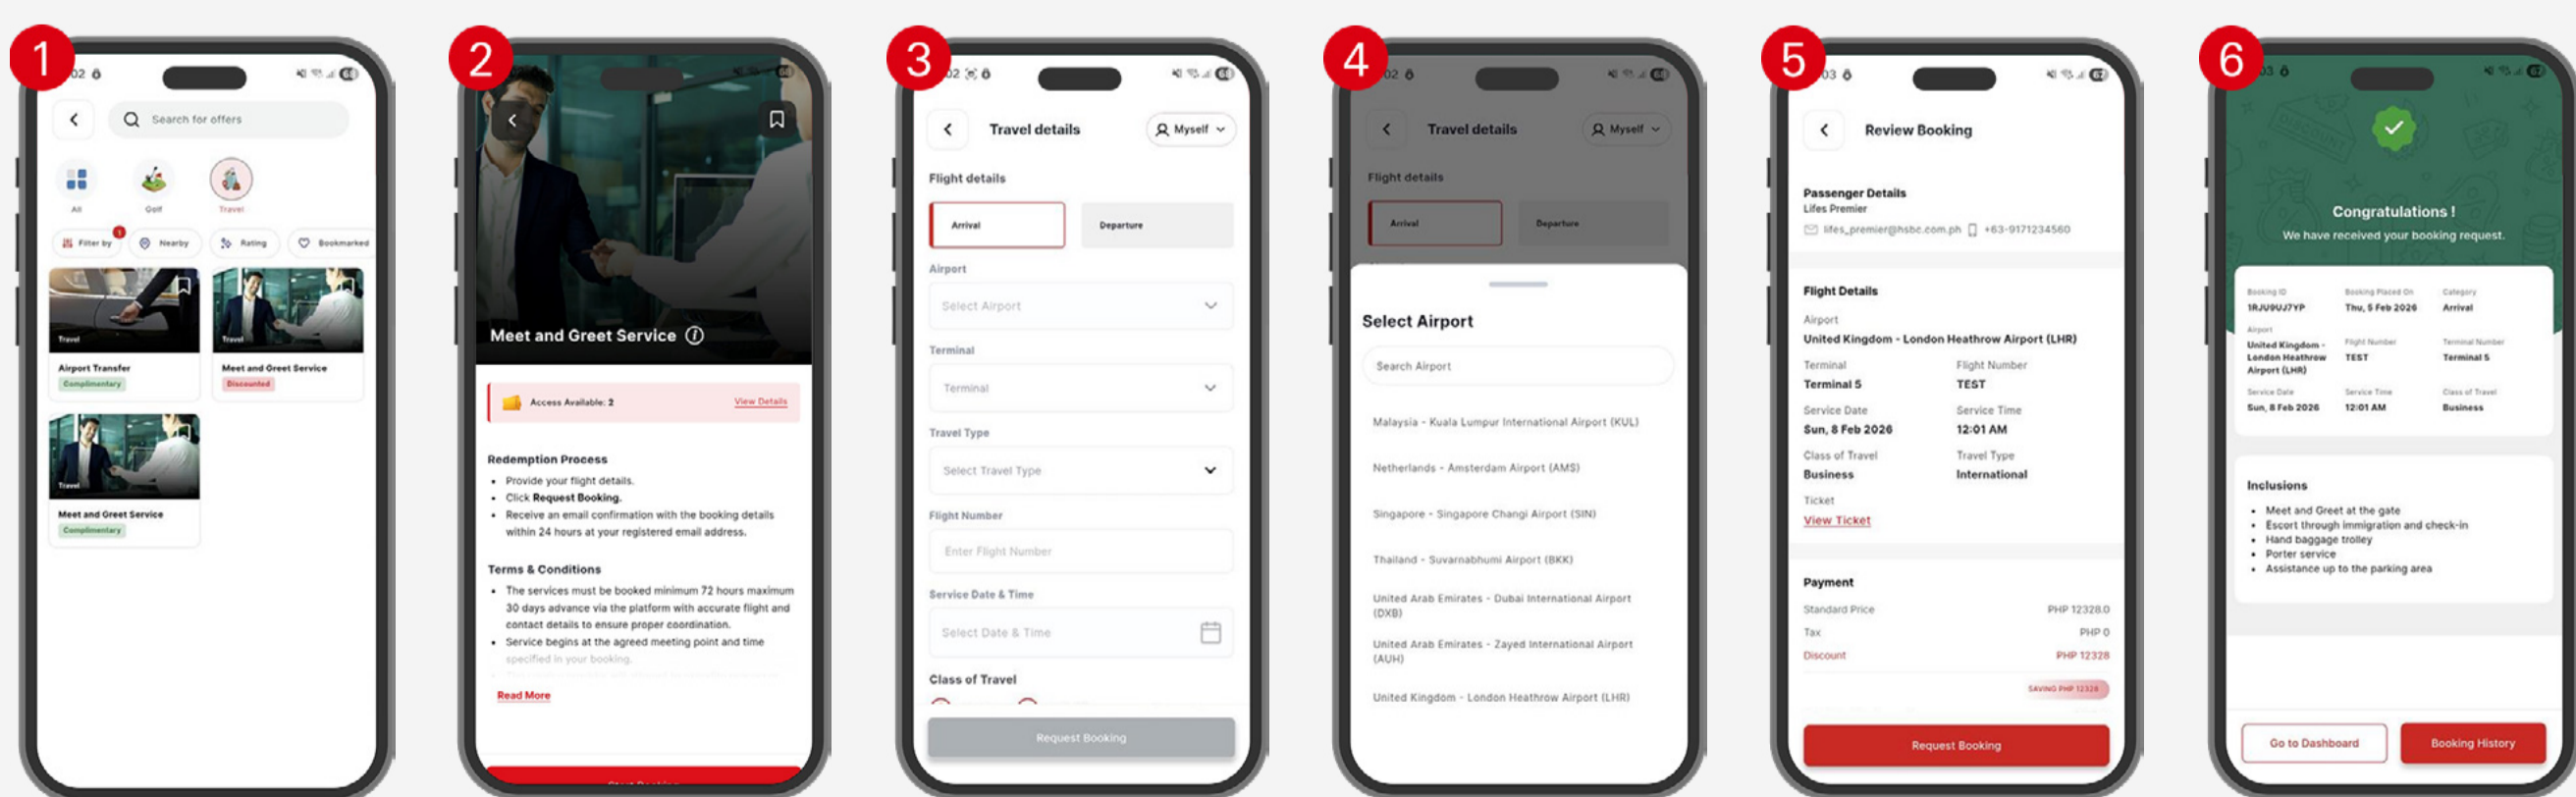 1
02
Search for offers
All
Golf
Travel
Filter by
1
Nearby
Rating
Bookmarked
Travel
Airport Transfer
Complimentary
Travel
Meet and Greet Service
Discounted
Travel
Meet and Greet Service
Complimentary
2
Meet and Greet Service
Access Available: 2
View Details
Redemption Process
• Provide your flight details.
• Click Request Booking.
• Receive an email confirmation with the booking details
within 24 hours at your registered email address.
Terms & Conditions
• The services must be booked minimum 72 hours maximum
30 days advance via the platform with accurate flight and
contact details to ensure proper coordination.
• Service begins at the agreed meeting point and time
specified in your booking.
Read More
3
02
Travel details
Myself
Flight details
Arrival
Departure
Airport
Select Airport
Terminal
Terminal
Travel Type
Select Travel Type
Flight Number
Enter Flight Number
Service Date & Time
Select Date & Time
Class of Travel
Request Booking
4
02
Travel details
Myself
Flight details
Arrival
Departure
Select Airport
Search Airport
Malaysia - Kuala Lumpur International Airport (KUL)
Netherlands - Amsterdam Airport (AMS)
Singapore - Singapore Changi Airport (SIN)
Thailand - Suvarnabhumi Airport (BKK)
United Arab Emirates - Dubai International Airport
(DXB)
United Arab Emirates - Zayed International Airport
(AUH)
United Kingdom - London Heathrow Airport (LHR)
5
03
Review Booking
Passenger Details
Lifes Premier
lifes_premier@hsbc.com.ph +63-9171234560
Flight Details
Airport
United Kingdom - London Heathrow Airport (LHR)
Terminal
Flight Number
Terminal 5
TEST
Service Date
Service Time
Sun, 8 Feb 2026
12:01 AM
Class of Travel
Travel Type
Business
International
Ticket
View Ticket
Payment
Standard Price
PHP 12328.0
Tax
PHP 0
Discount
PHP 12328
SAVING PHP 12328
Request Booking
6
03
Congratulations !
We have received your booking request.
Booking ID
Booking Placed On
Category
1RJU9UJ7YP
Thu, 5 Feb 2026
Arrival
Airport
Flight Number
Terminal Number
United Kingdom -
London Heathrow
Airport (LHR)
TEST
Terminal 5
Service Date
Service Time
Class of Travel
Sun, 8 Feb 2026
12:01 AM
Business
Inclusions
• Meet and Greet at the gate
• Escort through immigration and check-in
• Hand baggage trolley
• Porter service
• Assistance up to the parking area
Go to Dashboard
Booking History